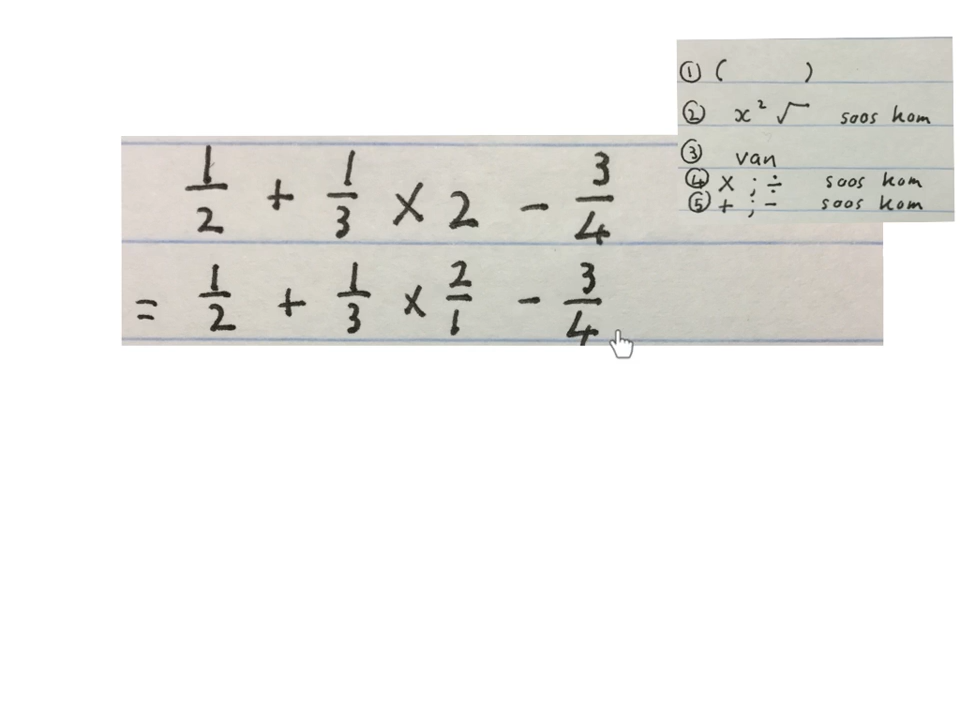 ① (     )
② x² √ soos kom
③ van
④ × ; ÷ soos kom
⑤ + ; − soos kom
1/2 + 1/3 × 2 − 3/4
= 1/2 + 1/3 × 2/1 − 3/4